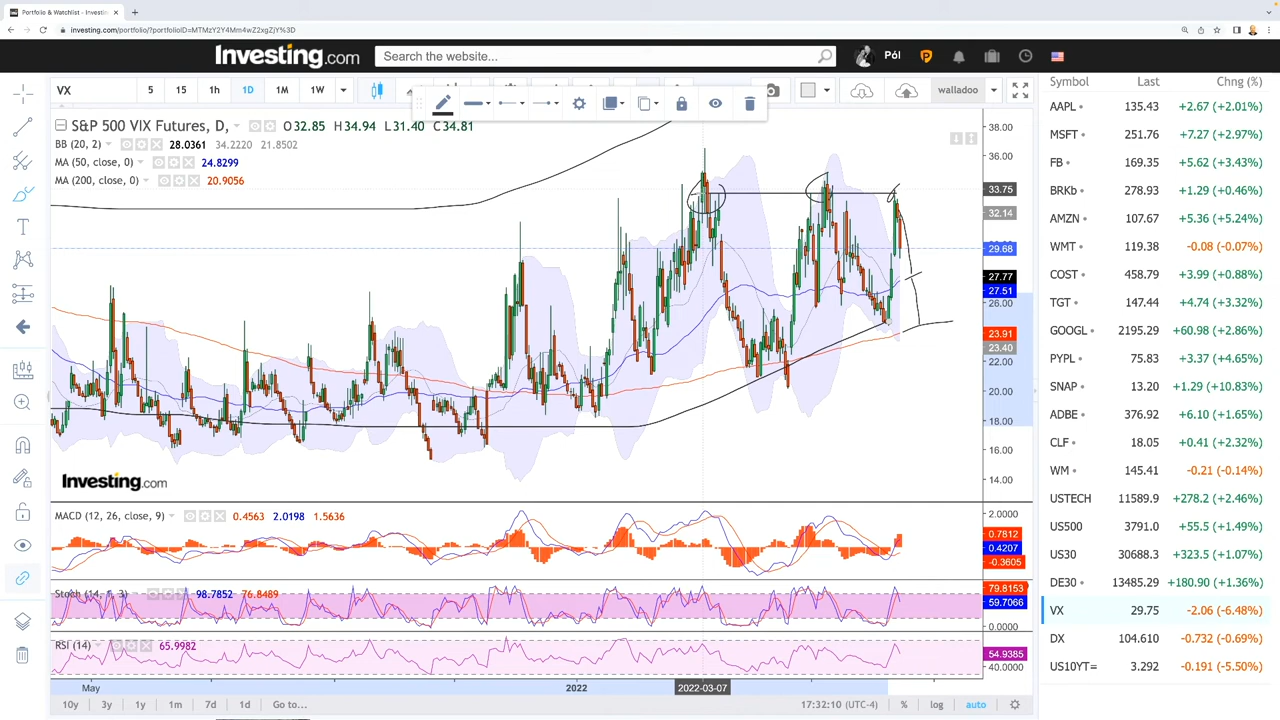 Portfolio & Watchlist - Investin
investing.com/portfolio/?portfolioID=MTMzY2Y4Mm4wZ2xgZjY%3D
Investing.com
Search the website...
Pól
VX
5
15
1h
1D
1M
1W
walladoo
S&P 500 VIX Futures, D,
O32.85 H34.94 L31.40 C34.81
BB (20, 2)
28.0361 34.2220 21.8502
MA (50, close, 0)
24.8299
MA (200, close, 0)
20.9056
38.00
36.00
33.75
32.14
29.68
27.77
27.51
26.00
23.91
23.40
22.00
20.00
18.00
16.00
14.00
Investing.com
MACD (12, 26, close, 9)
0.4563 2.0198 1.5636
2.0000
0.7812
0.4207
-0.3605
98.7852 76.8489
79.8153
59.7066
0.0000
RSI (14)
65.9982
54.9385
40.0000
May
2022
2022-03-07
10y
3y
1y
1m
7d
1d
Go to...
17:32:10 (UTC-4)
%
log
auto
Symbol Last Chng (%)
AAPL 135.43 +2.67 (+2.01%)
MSFT 251.76 +7.27 (+2.97%)
FB 169.35 +5.62 (+3.43%)
BRKb 278.93 +1.29 (+0.46%)
AMZN 107.67 +5.36 (+5.24%)
WMT 119.38 -0.08 (-0.07%)
COST 458.79 +3.99 (+0.88%)
TGT 147.44 +4.74 (+3.32%)
GOOGL 2195.29 +60.98 (+2.86%)
PYPL 75.83 +3.37 (+4.65%)
SNAP 13.20 +1.29 (+10.83%)
ADBE 376.92 +6.10 (+1.65%)
CLF 18.05 +0.41 (+2.32%)
WM 145.41 -0.21 (-0.14%)
USTECH 11589.9 +278.2 (+2.46%)
US500 3791.0 +55.5 (+1.49%)
US30 30688.3 +323.5 (+1.07%)
DE30 13485.29 +180.90 (+1.36%)
VX 29.75 -2.06 (-6.48%)
DX 104.610 -0.732 (-0.69%)
US10YT= 3.292 -0.191 (-5.50%)